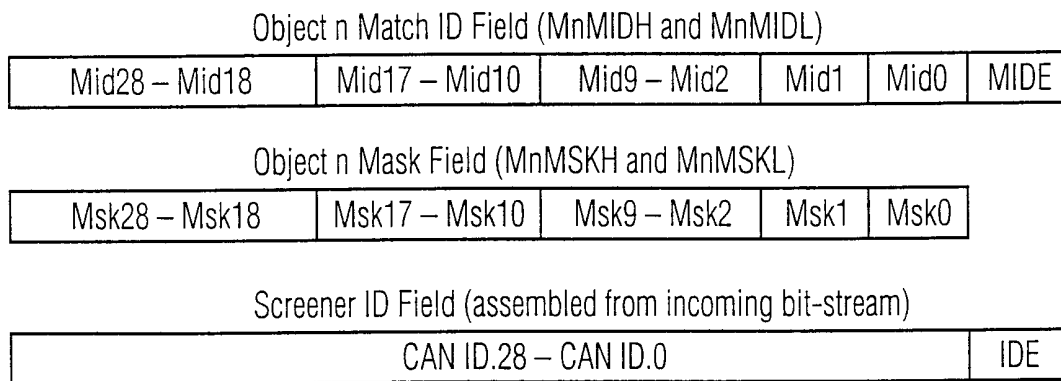 Object n Match ID Field (MnMIDH and MnMIDL)
Mid28 – Mid18 Mid17 – Mid10 Mid9 – Mid2 Mid1 Mid0 MIDE
Object n Mask Field (MnMSKH and MnMSKL)
Msk28 – Msk18 Msk17 – Msk10 Msk9 – Msk2 Msk1 Msk0
Screener ID Field (assembled from incoming bit-stream)
CAN ID.28 – CAN ID.0 IDE